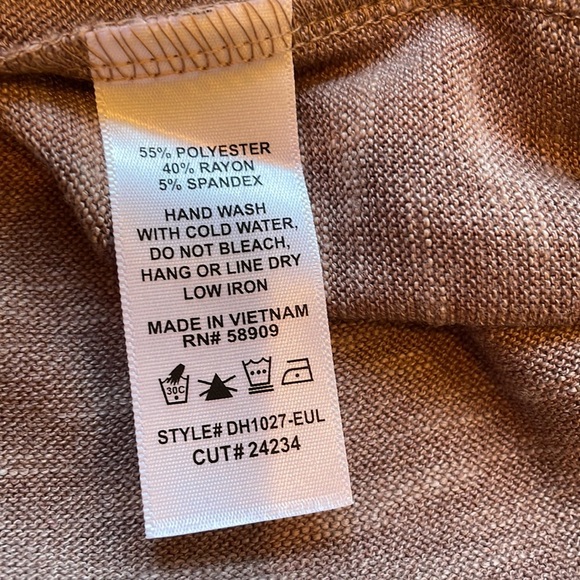 55% POLYESTER
40% RAYON
5% SPANDEX
HAND WASH
WITH COLD WATER,
DO NOT BLEACH,
HANG OR LINE DRY
LOW IRON
MADE IN VIETNAM
RN# 58909
30C
STYLE# DH1027-EUL
CUT# 24234